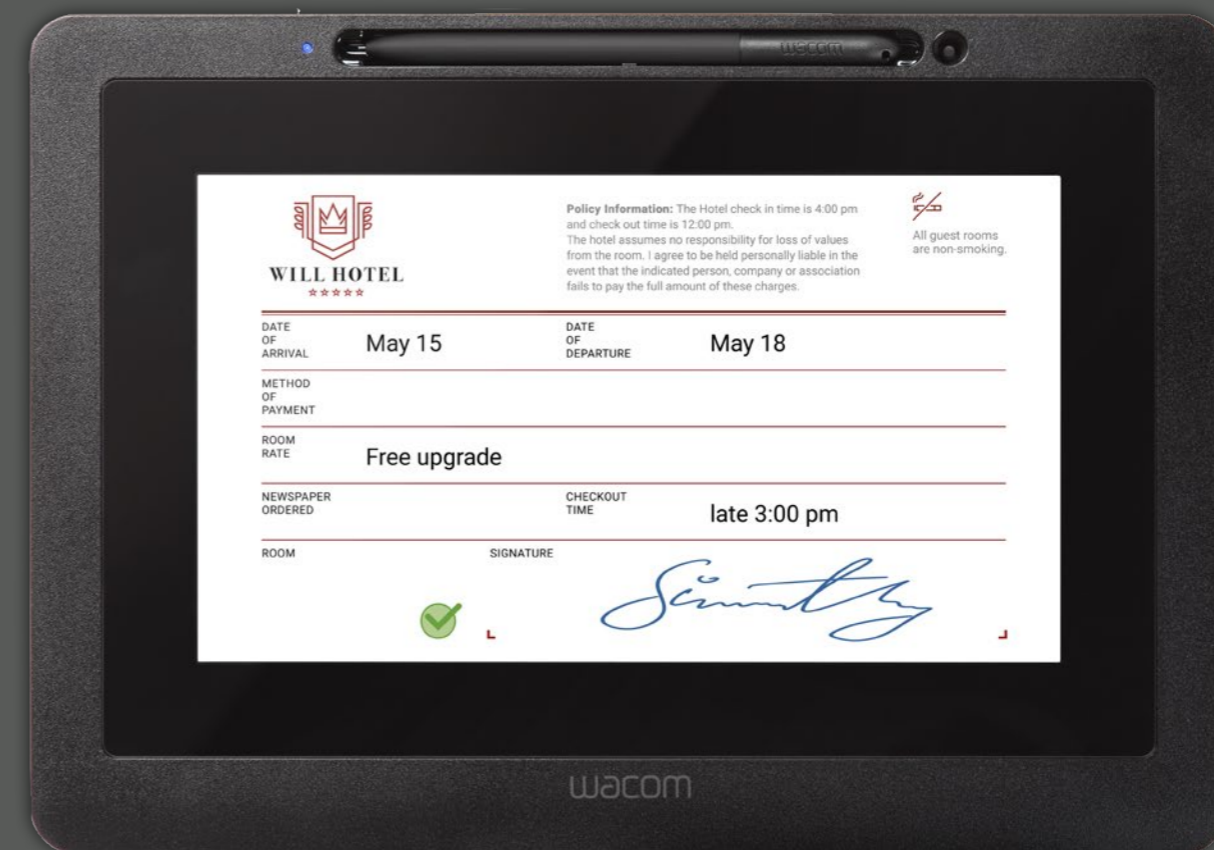 wacom
WILL HOTEL
Policy Information: The Hotel check in time is 4:00 pm
and check out time is 12:00 pm.
The hotel assumes no responsibility for loss of values
from the room. I agree to be held personally liable in the
event that the indicated person, company or association
fails to pay the full amount of these charges.
All guest rooms
are non-smoking.
DATE
OF
ARRIVAL
May 15
DATE
OF
DEPARTURE
May 18
METHOD
OF
PAYMENT
ROOM
RATE
Free upgrade
NEWSPAPER
ORDERED
CHECKOUT
TIME
late 3:00 pm
ROOM
SIGNATURE
wacom